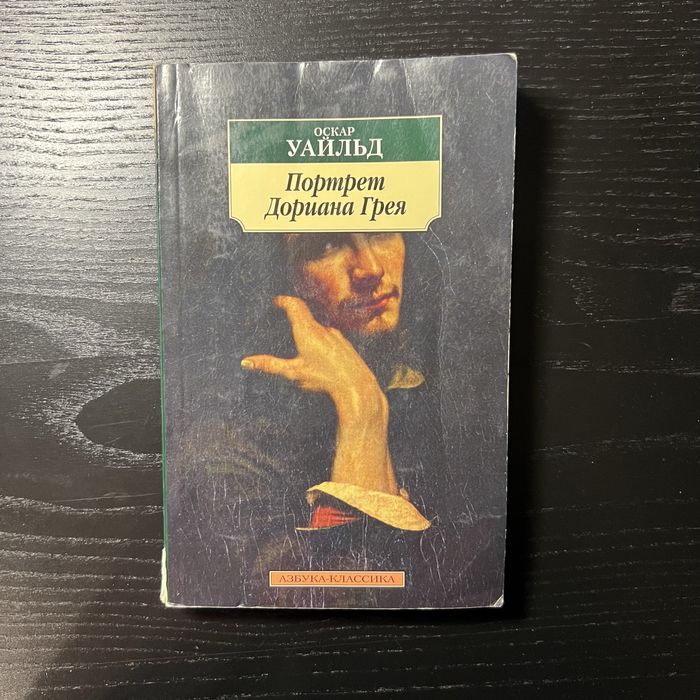 ОСКАР
УАЙЛЬД
Портрет
Дориана Грея
АЗБУКА-КЛАССИКА